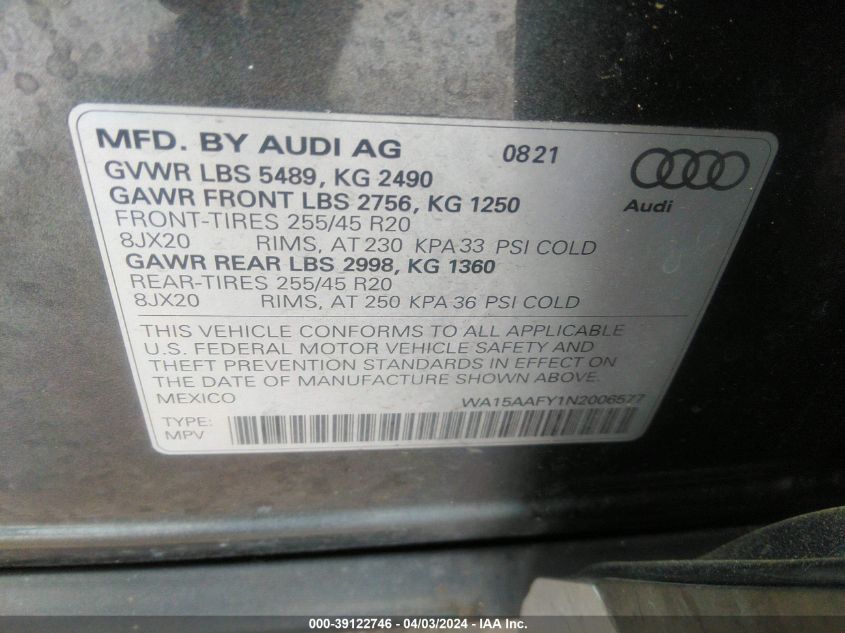 MFD. BY AUDI AG 0821
GVWR LBS 5489, KG 2490
GAWR FRONT LBS 2756, KG 1250
Audi
FRONT-TIRES 255/45 R20
8JX20 RIMS, AT 230 KPA 33 PSI COLD
GAWR REAR LBS 2998, KG 1360
REAR-TIRES 255/45 R20
8JX20 RIMS, AT 250 KPA 36 PSI COLD
THIS VEHICLE CONFORMS TO ALL APPLICABLE
U.S. FEDERAL MOTOR VEHICLE SAFETY AND
THEFT PREVENTION STANDARDS IN EFFECT ON
THE DATE OF MANUFACTURE SHOWN ABOVE.
MEXICO WA15AAFY1N2006577
TYPE:
MPV
000-39122746 - 04/03/2024 - IAA Inc.